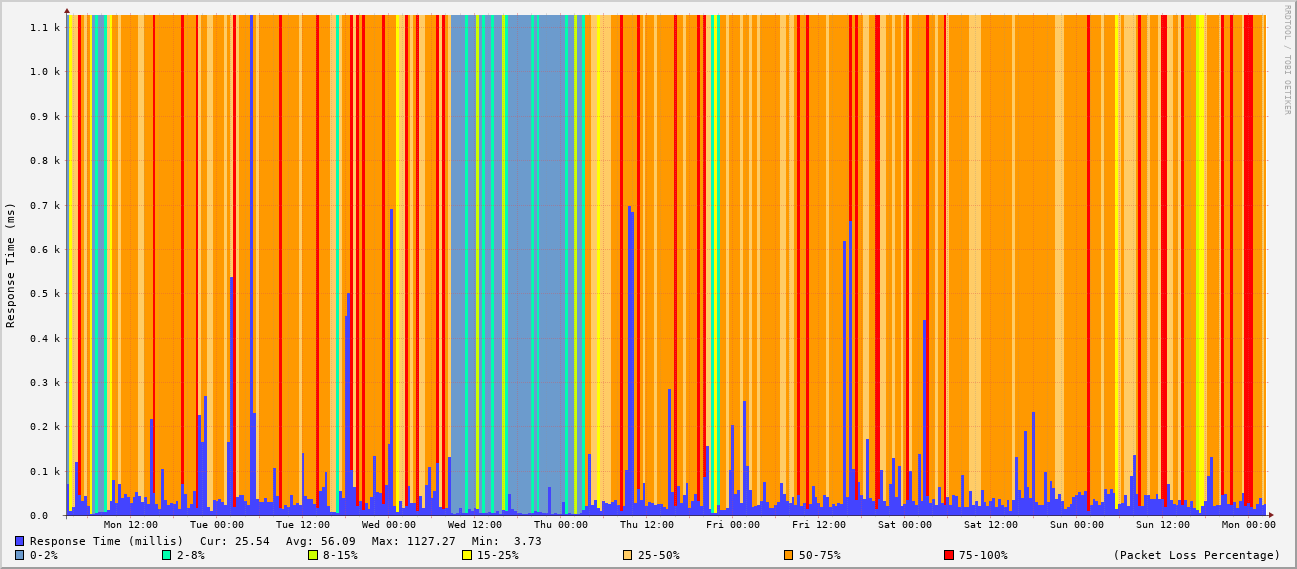 RRDTOOL / TOBI OETIKER
Response Time (ms)
1.1 k
1.0 k
0.9 k
0.8 k
0.7 k
0.6 k
0.5 k
0.4 k
0.3 k
0.2 k
0.1 k
0.0
Mon 12:00 Tue 00:00 Tue 12:00 Wed 00:00 Wed 12:00 Thu 00:00 Thu 12:00 Fri 00:00 Fri 12:00 Sat 00:00 Sat 12:00 Sun 00:00 Sun 12:00 Mon 00:00
Response Time (millis) Cur: 25.54 Avg: 56.09 Max: 1127.27 Min: 3.73
0-2% 2-8% 8-15% 15-25% 25-50% 50-75% 75-100% (Packet Loss Percentage)